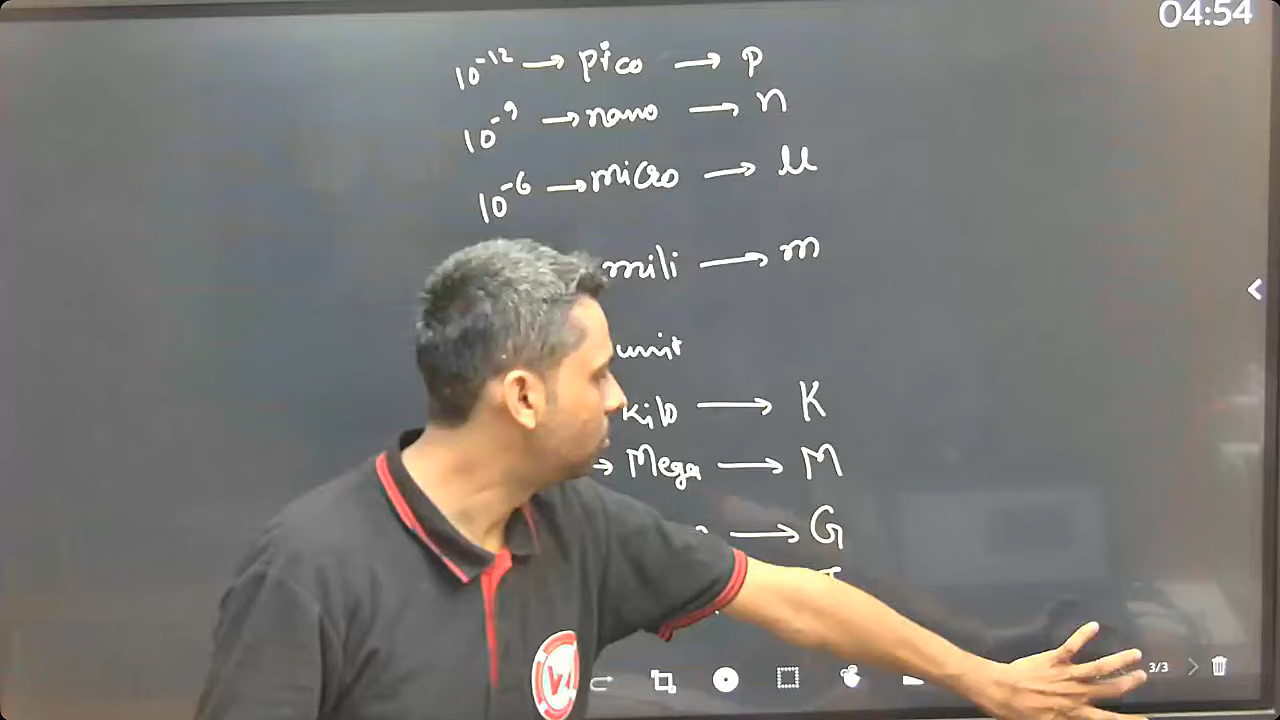 04:54
10⁻¹² → pico → p
10⁻⁹ → nano → n
10⁻⁶ → micro → μ
mili → m
unit
Kilo → K
→ Mega → M
→ G
3/3